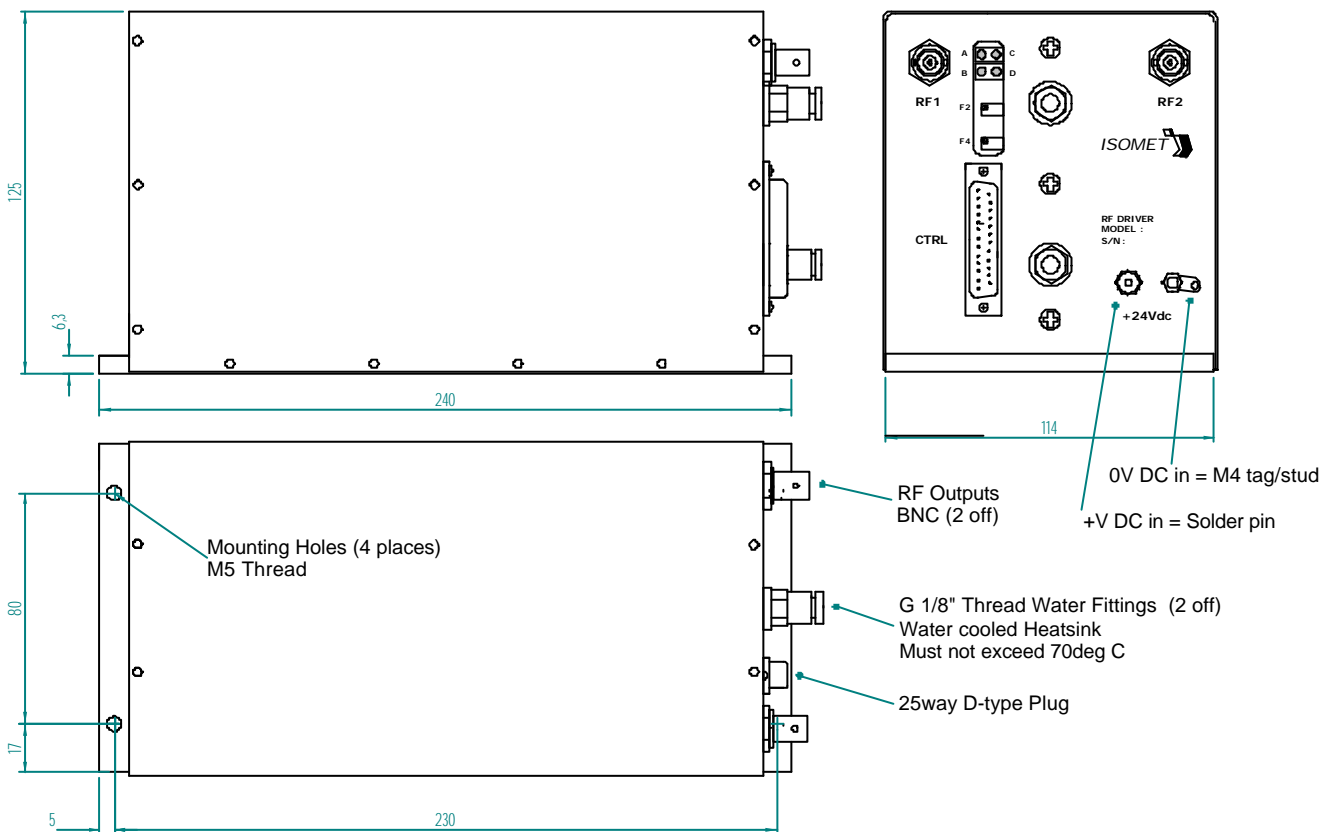 125
6,3
240
RF1
A
C
B
D
F2
F4
RF2
ISOMET
CTRL
RF DRIVER
MODEL :
S/N :
+24Vdc
114
0V DC in = M4 tag/stud
+V DC in = Solder pin
RF Outputs
BNC (2 off)
Mounting Holes (4 places)
M5 Thread
80
G 1/8" Thread Water Fittings (2 off)
Water cooled Heatsink
Must not exceed 70deg C
25way D-type Plug
17
5
230